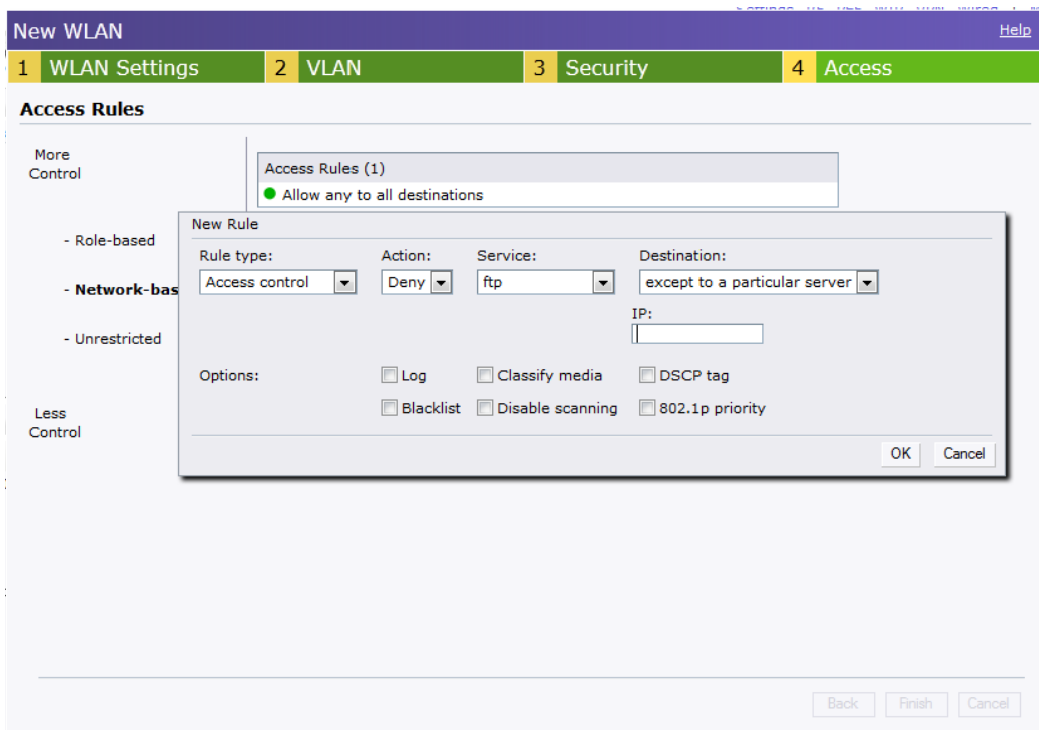 New WLAN Help
1 WLAN Settings 2 VLAN 3 Security 4 Access
Access Rules
More
Control
Access Rules (1)
Allow any to all destinations
New Rule
- Role-based
Rule type: Action: Service: Destination:
Access control Deny ftp except to a particular server
- Network-bas
IP:
- Unrestricted
Options: Log Classify media DSCP tag
Blacklist Disable scanning 802.1p priority
Less
Control
OK Cancel
Back Finish Cancel